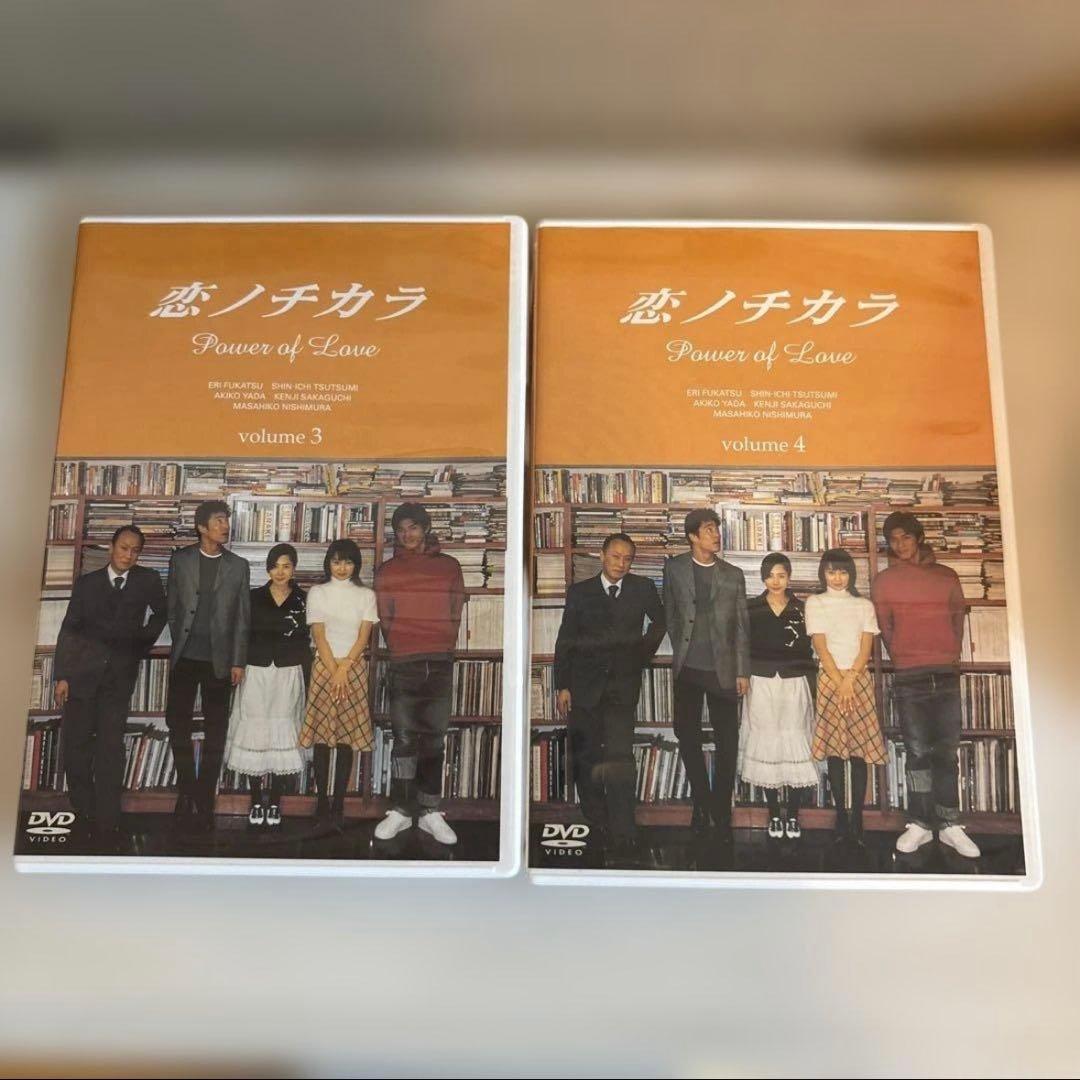 恋ノチカラ
Power of Love
ERI FUKATSU SHIN-ICHI TSUTSUMI
AKIKO YADA KENJI SAKAGUCHI
MASAHIKO NISHIMURA
volume 3
DVD
VIDEO
恋ノチカラ
Power of Love
ERI FUKATSU SHIN-ICHI TSUTSUMI
AKIKO YADA KENJI SAKAGUCHI
MASAHIKO NISHIMURA
volume 4
DVD
VIDEO